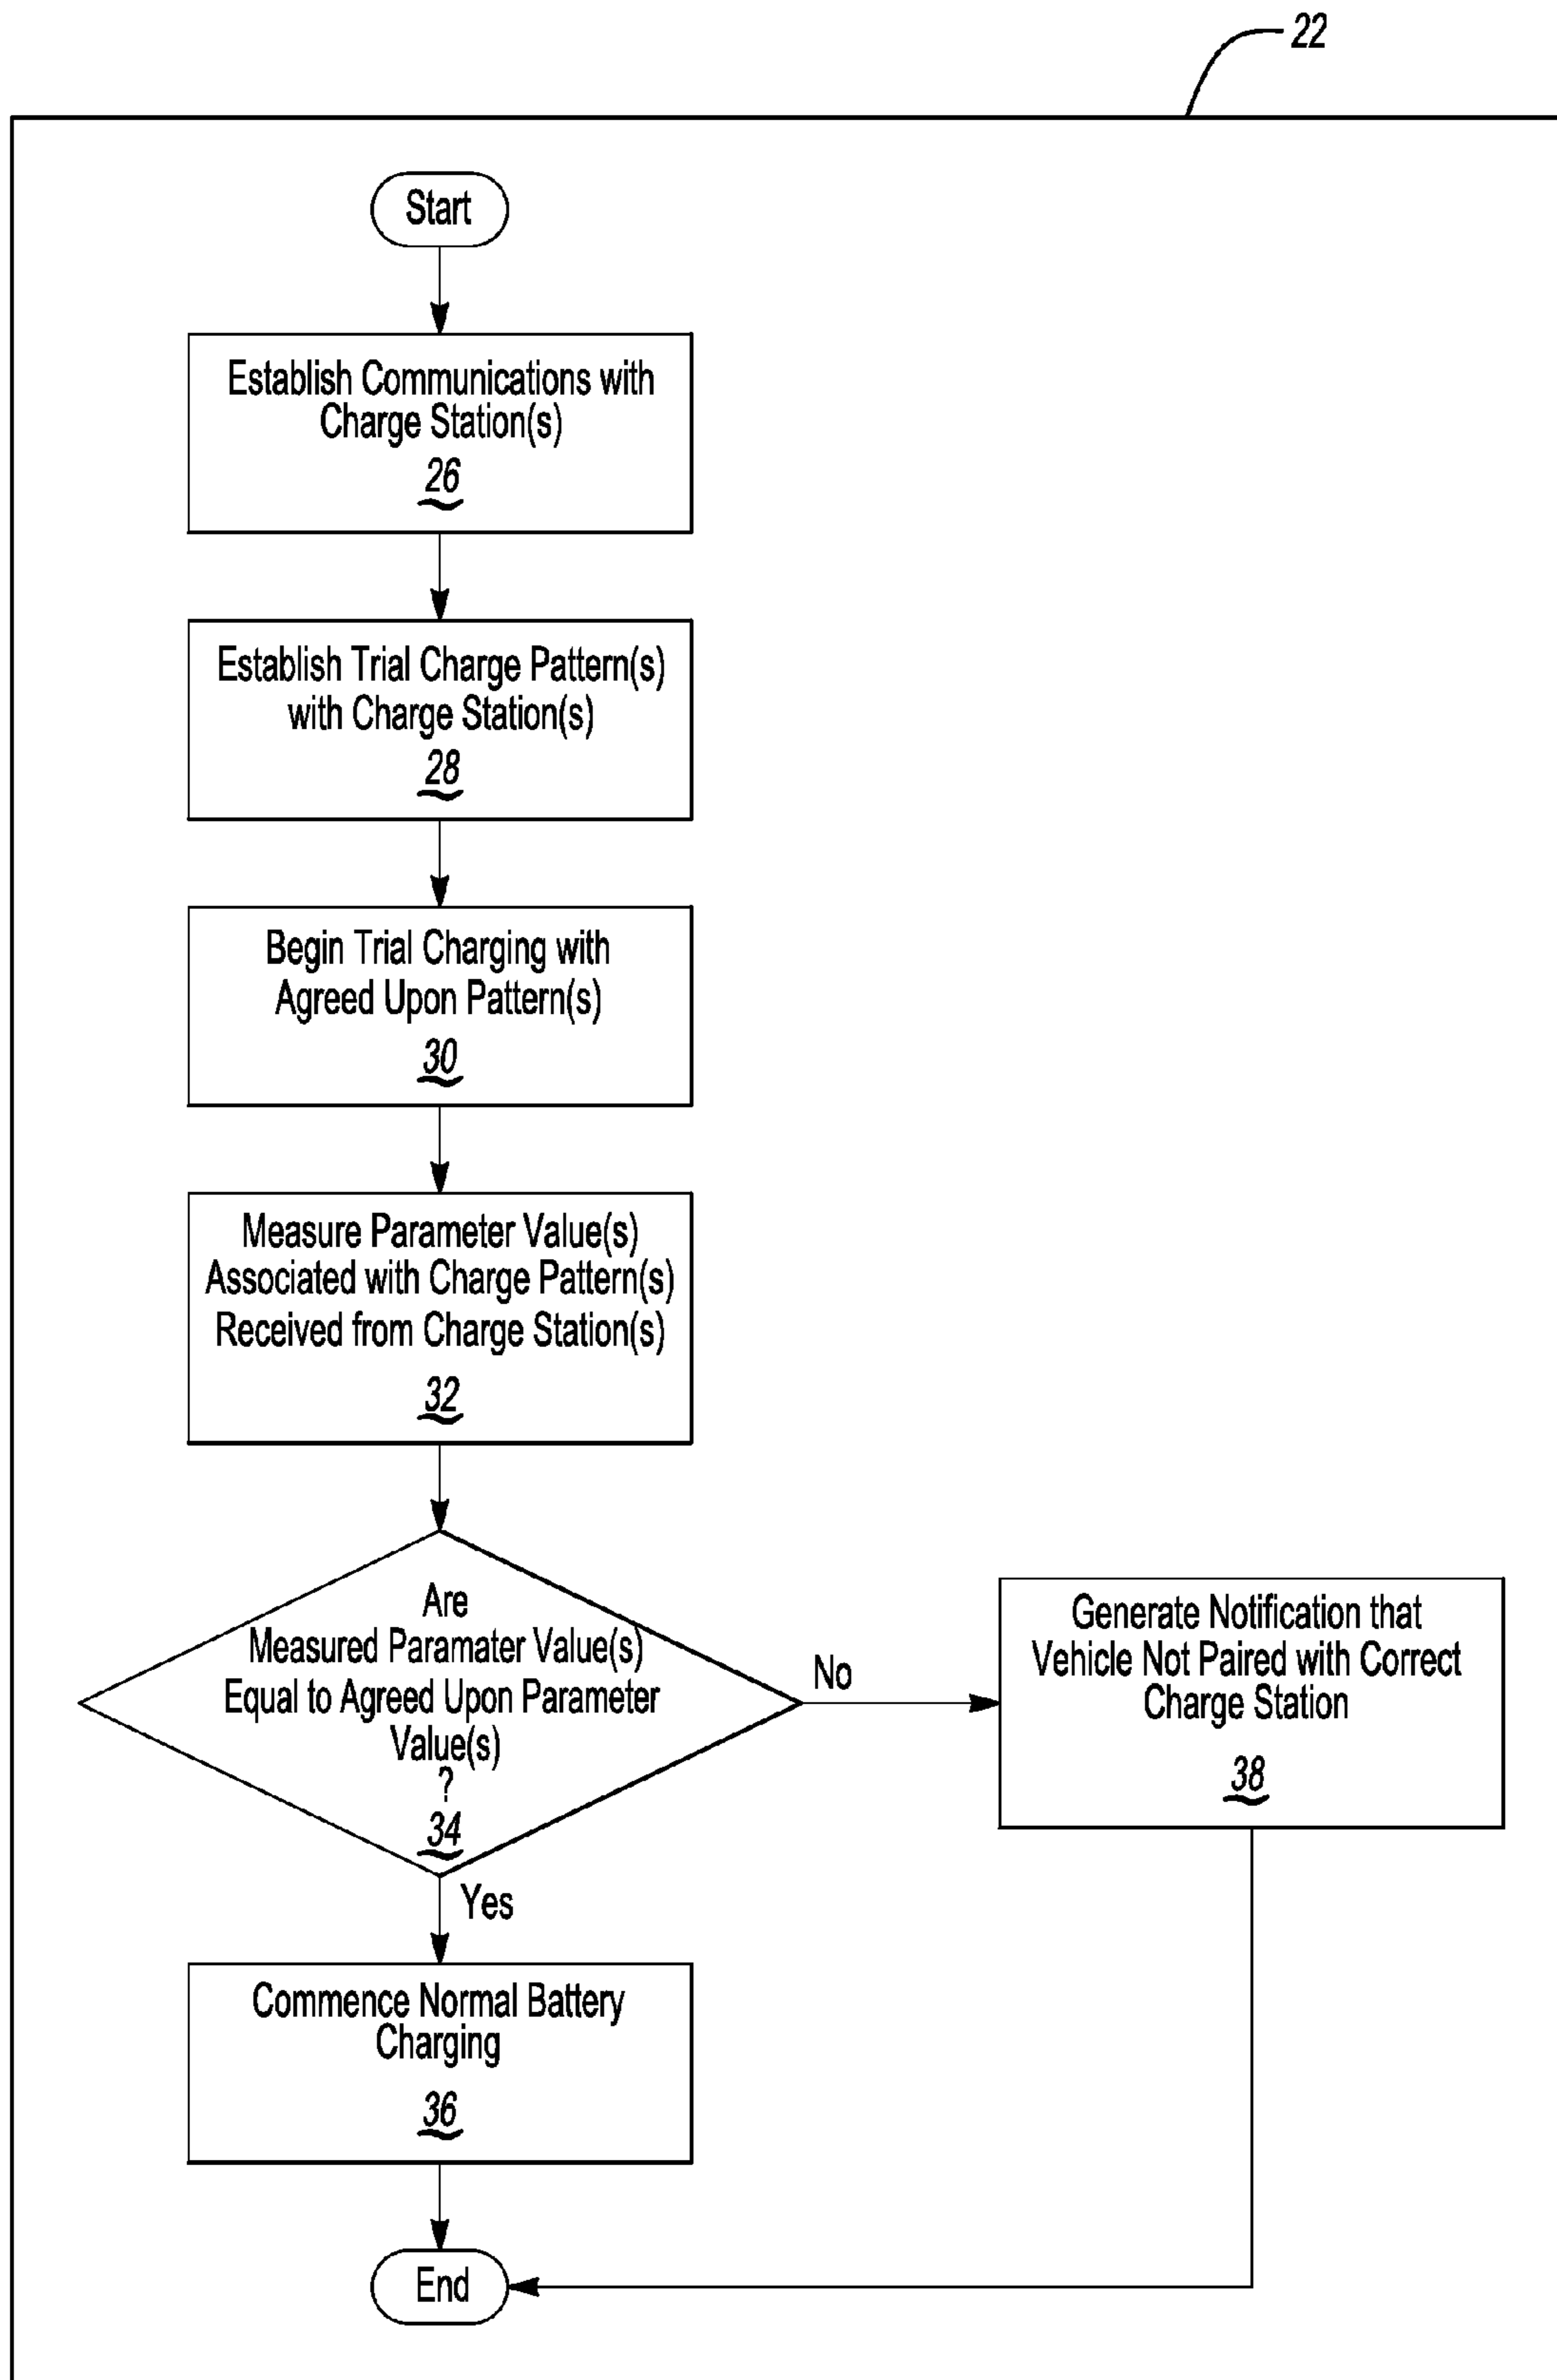 22
Start
Establish Communications with
Charge Station(s)
26
Establish Trial Charge Pattern(s)
with Charge Station(s)
28
Begin Trial Charging with
Agreed Upon Pattern(s)
30
Measure Parameter Value(s)
Associated with Charge Pattern(s)
Received from Charge Station(s)
32
Are
Measured Paramater Value(s)
Equal to Agreed Upon Parameter
Value(s)
?
34
No
Generate Notification that
Vehicle Not Paired with Correct
Charge Station
38
Yes
Commence Normal Battery
Charging
36
End